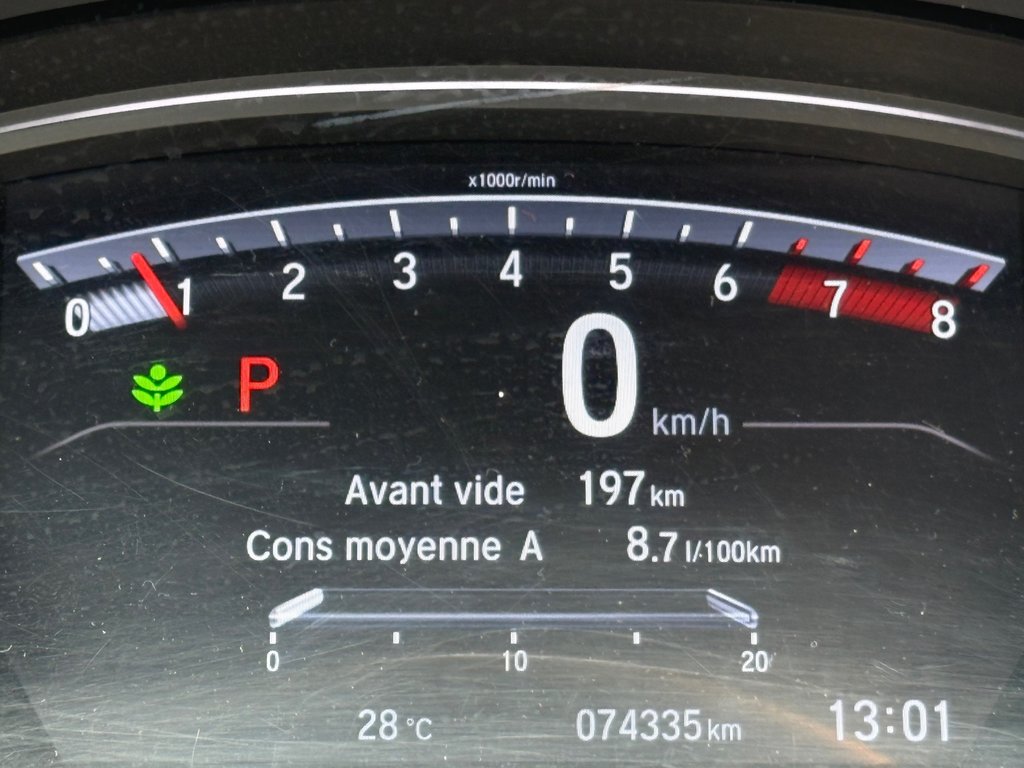 x1000r/min
0 1 2 3 4 5 6 7 8
P 0 km/h
Avant vide 197 km
Cons moyenne A 8.7 l/100km
0 10 20
28 °C 074335 km 13:01